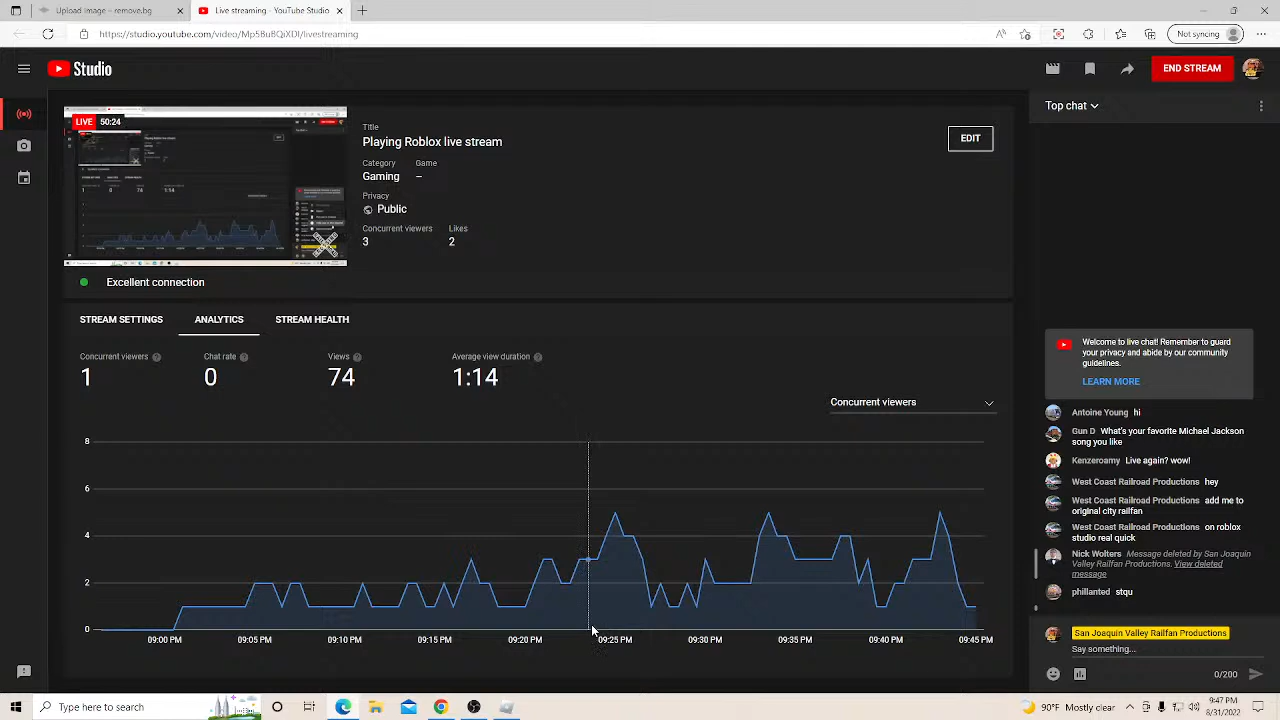 Upload Image – remove.bg
Live streaming - YouTube Studio
https://studio.youtube.com/video/Mp5BuBQ0XDI/livestreaming
Not syncing
Studio
END STREAM
LIVE 50:24
Title
Playing Roblox live stream
EDIT
Category Game
Gaming –
Privacy
Public
Concurrent viewers Likes
3 2
Excellent connection
STREAM SETTINGS ANALYTICS STREAM HEALTH
Concurrent viewers Chat rate Views Average view duration
1 0 74 1:14
Concurrent viewers
8
6
4
2
0
09:00 PM 09:05 PM 09:10 PM 09:15 PM 09:20 PM 09:25 PM 09:30 PM 09:35 PM 09:40 PM 09:45 PM
Top chat
Welcome to live chat! Remember to guard
your privacy and abide by our community
guidelines.
LEARN MORE
Antoine Young hi
Gun D What's your favorite Michael Jackson
song you like
Kenzeroamy Live again? wow!
West Coast Railroad Productions hey
West Coast Railroad Productions add me to
original city railfan
West Coast Railroad Productions on roblox
studio real quick
Nick Wolters Message deleted by San Joaquin
Valley Railfan Productions. View deleted
message
phillanted stqu
San Joaquin Valley Railfan Productions
Say something...
0/200
Type here to search
90°F Mostly clear
9:47 PM
8/31/2022